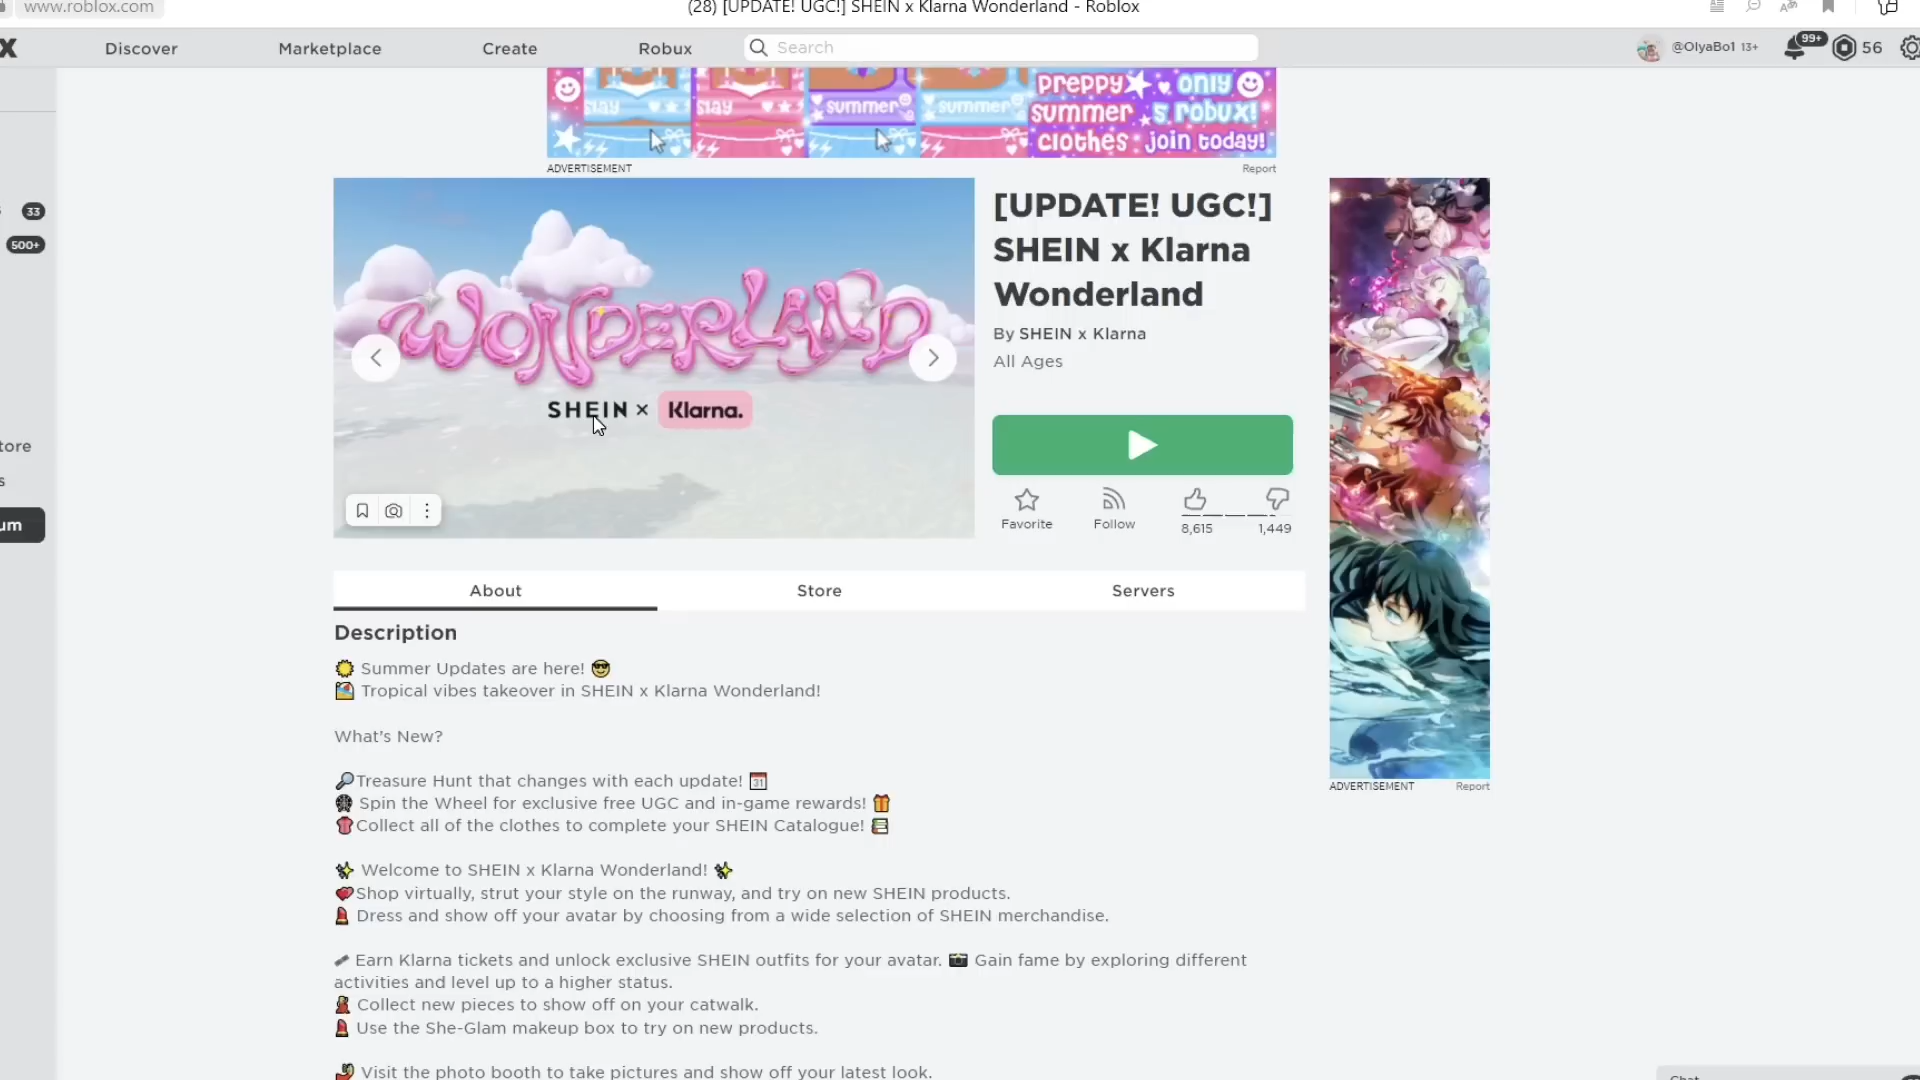 www.roblox.com
(28) [UPDATE! UGC!] SHEIN x Klarna Wonderland - Roblox
X
Discover
Marketplace
Create
Robux
Search
@OlyaBo1 13+
99+
56
slay
slay
summer
summer
preppy
summer
clothes
only
5 robux!
join today!
ADVERTISEMENT
Report
33
500+
tore
s
um
WONDERLAND
SHEIN × Klarna.
[UPDATE! UGC!]
SHEIN x Klarna
Wonderland
By SHEIN x Klarna
All Ages
Favorite
Follow
8,615
1,449
ADVERTISEMENT
Report
About
Store
Servers
Description
Summer Updates are here!
Tropical vibes takeover in SHEIN x Klarna Wonderland!
What's New?
Treasure Hunt that changes with each update!
Spin the Wheel for exclusive free UGC and in-game rewards!
Collect all of the clothes to complete your SHEIN Catalogue!
Welcome to SHEIN x Klarna Wonderland!
Shop virtually, strut your style on the runway, and try on new SHEIN products.
Dress and show off your avatar by choosing from a wide selection of SHEIN merchandise.
Earn Klarna tickets and unlock exclusive SHEIN outfits for your avatar. Gain fame by exploring different
activities and level up to a higher status.
Collect new pieces to show off on your catwalk.
Use the She-Glam makeup box to try on new products.
Visit the photo booth to take pictures and show off your latest look.
Chat